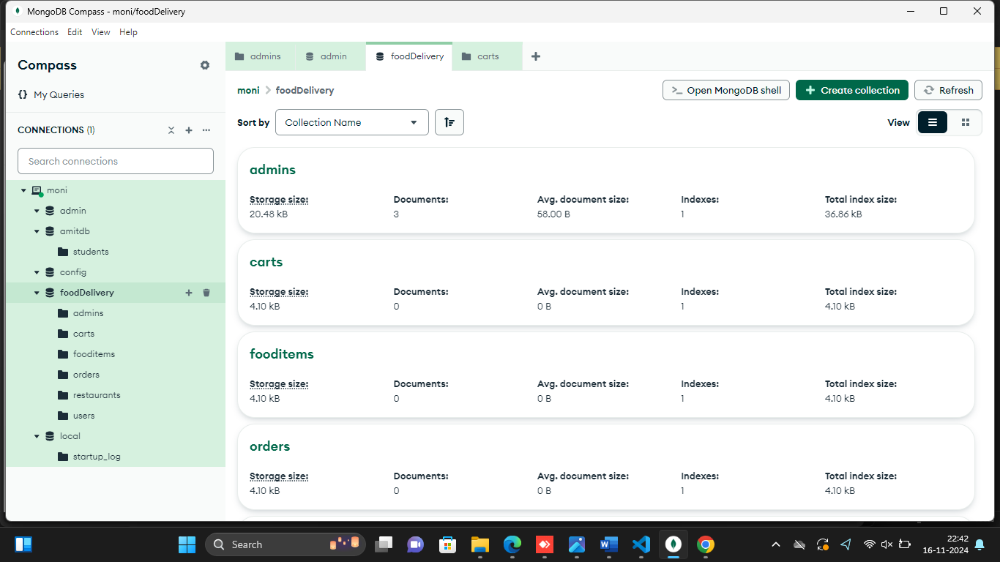 MongoDB Compass - moni/foodDelivery
Connections Edit View Help
Compass
My Queries
CONNECTIONS (1)
Search connections
moni
admin
amitdb
students
config
foodDelivery
admins
carts
fooditems
orders
restaurants
users
local
startup_log
admins admin foodDelivery carts
moni > foodDelivery
>_ Open MongoDB shell + Create collection Refresh
Sort by Collection Name View
admins
Storage size: Documents: Avg. document size: Indexes: Total index size:
20.48 kB 3 58.00 B 1 36.86 kB
carts
Storage size: Documents: Avg. document size: Indexes: Total index size:
4.10 kB 0 0 B 1 4.10 kB
fooditems
Storage size: Documents: Avg. document size: Indexes: Total index size:
4.10 kB 0 0 B 1 4.10 kB
orders
Storage size: Documents: Avg. document size: Indexes: Total index size:
4.10 kB 0 0 B 1 4.10 kB
Search
22:42
16-11-2024